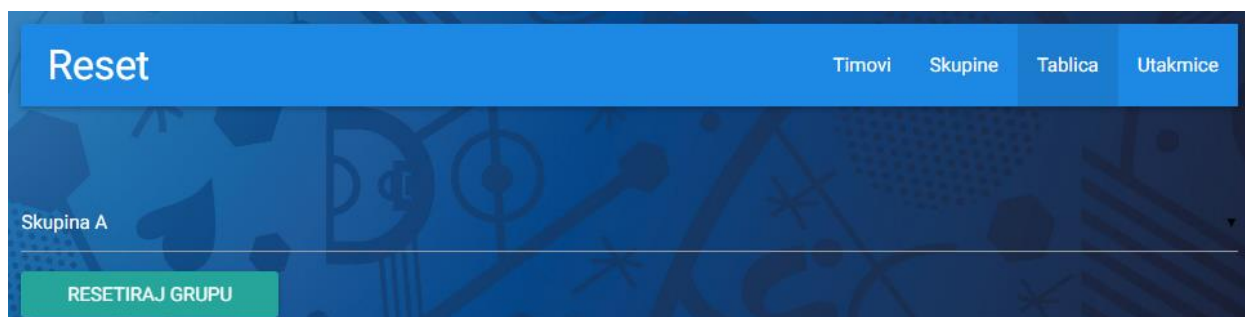 Reset Timovi Skupine Tablica Utakmice
Skupina A
RESETIRAJ GRUPU